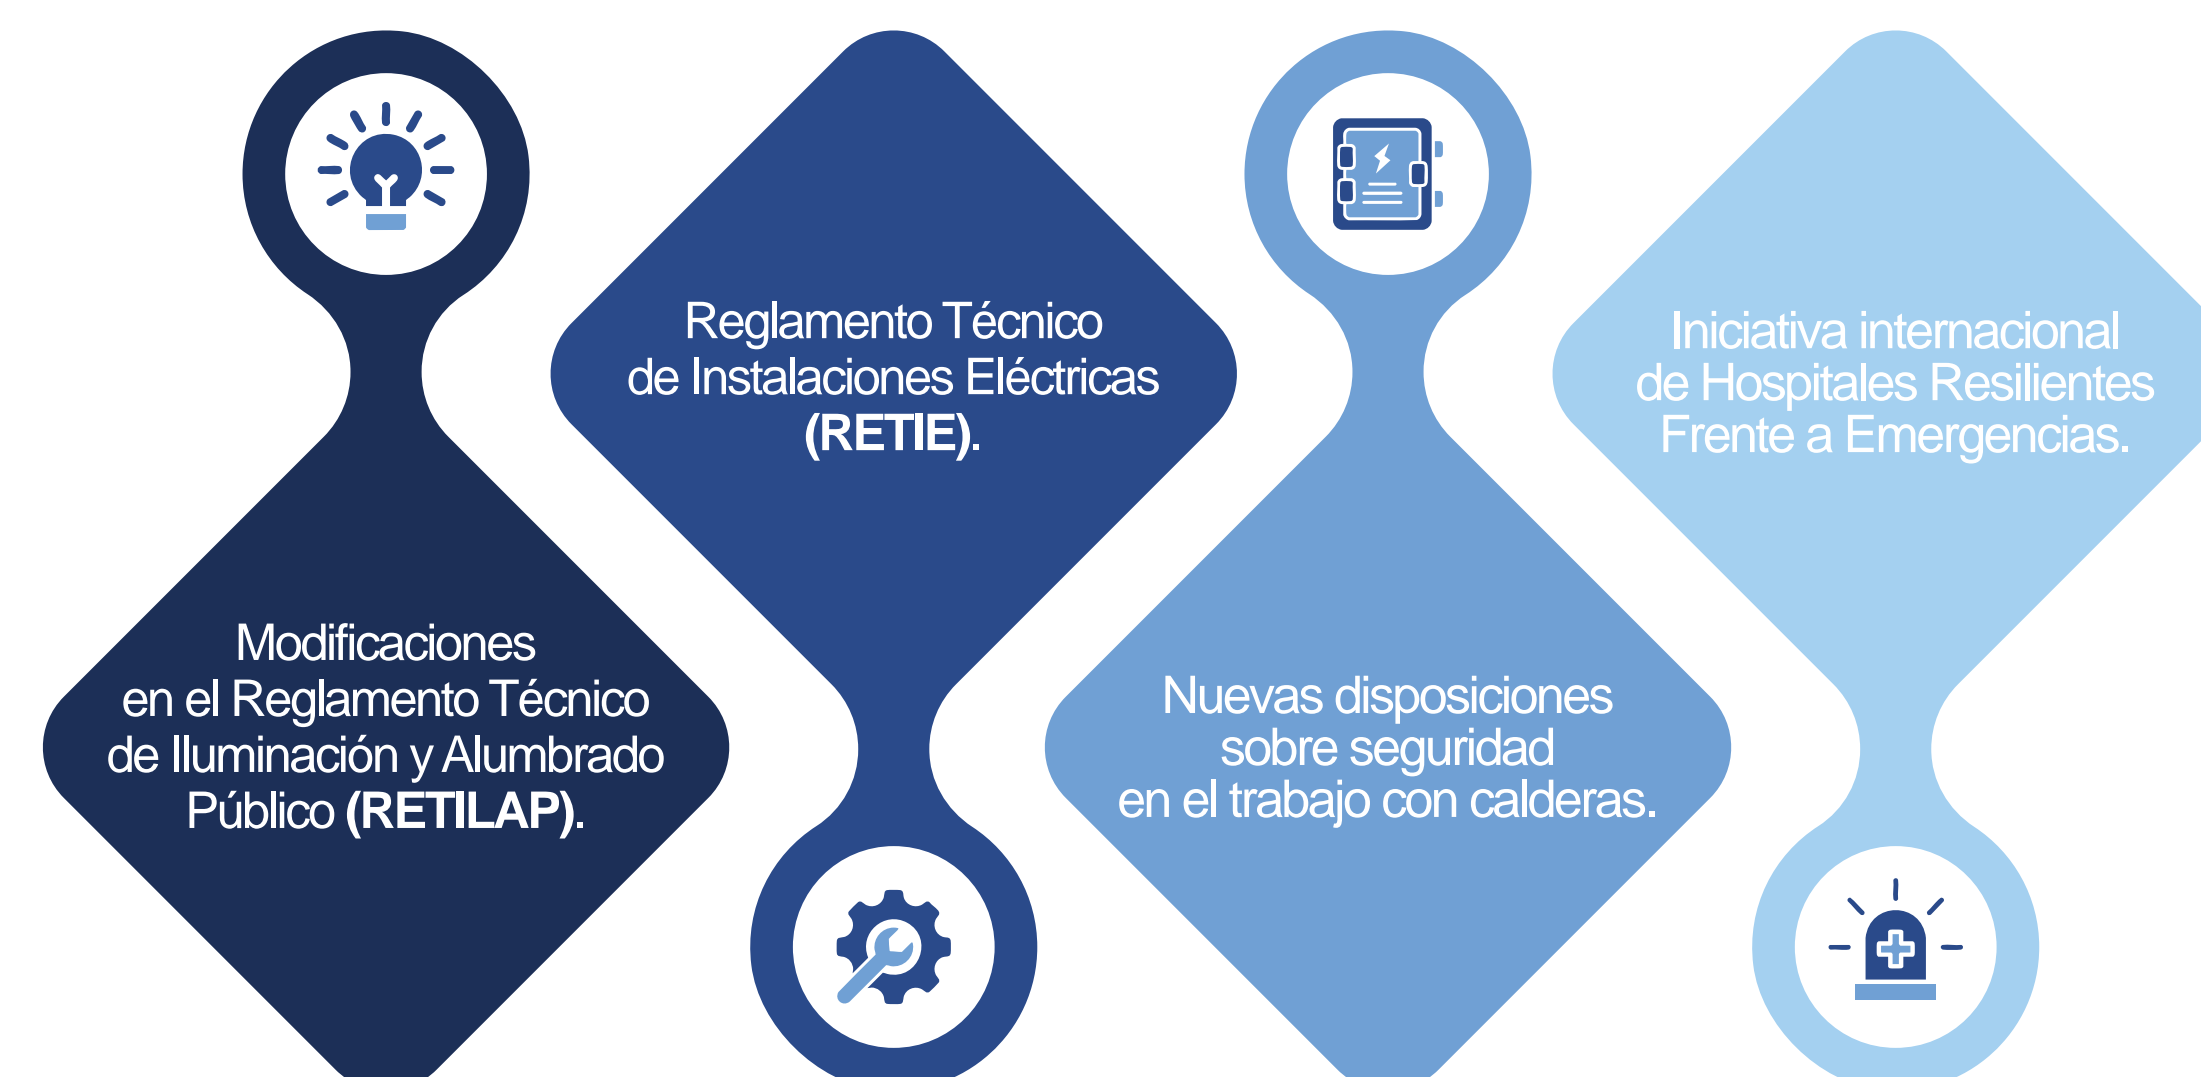 Modificaciones
en el Reglamento Técnico
de Iluminación y Alumbrado
Público (RETILAP).
Reglamento Técnico
de Instalaciones Eléctricas
(RETIE).
Nuevas disposiciones
sobre seguridad
en el trabajo con calderas.
Iniciativa internacional
de Hospitales Resilientes
Frente a Emergencias.